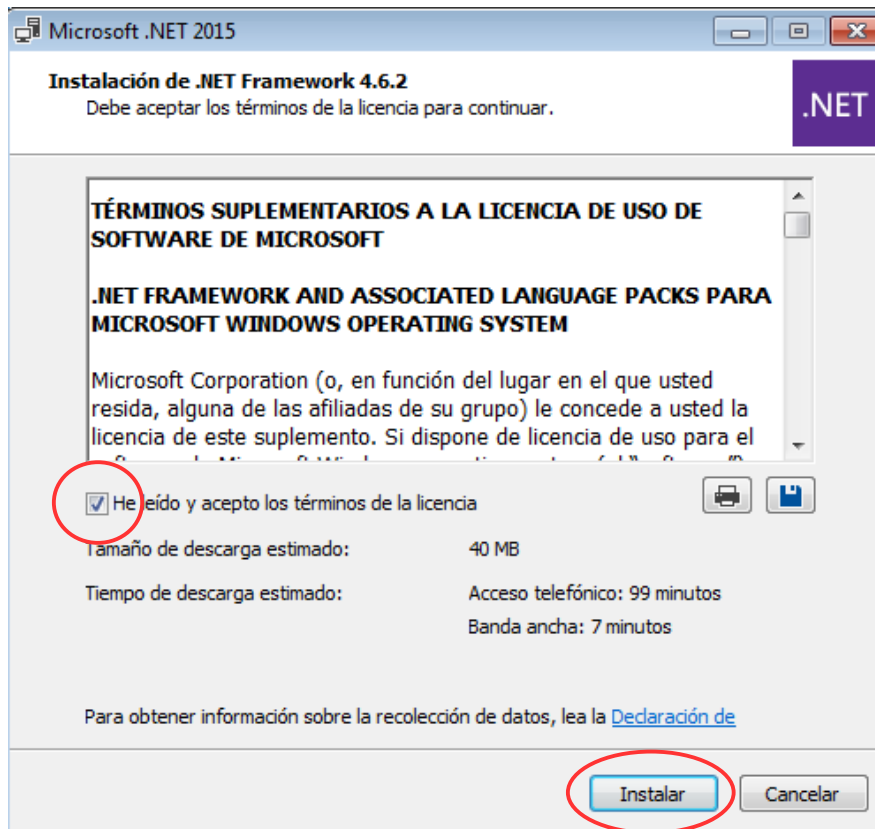 Microsoft .NET 2015
Instalación de .NET Framework 4.6.2
Debe aceptar los términos de la licencia para continuar.
.NET
TÉRMINOS SUPLEMENTARIOS A LA LICENCIA DE USO DE
SOFTWARE DE MICROSOFT
.NET FRAMEWORK AND ASSOCIATED LANGUAGE PACKS PARA
MICROSOFT WINDOWS OPERATING SYSTEM
Microsoft Corporation (o, en función del lugar en el que usted
resida, alguna de las afiliadas de su grupo) le concede a usted la
licencia de este suplemento. Si dispone de licencia de uso para el
He leído y acepto los términos de la licencia
Tamaño de descarga estimado: 40 MB
Tiempo de descarga estimado: Acceso telefónico: 99 minutos
Banda ancha: 7 minutos
Para obtener información sobre la recolección de datos, lea la Declaración de
Instalar Cancelar